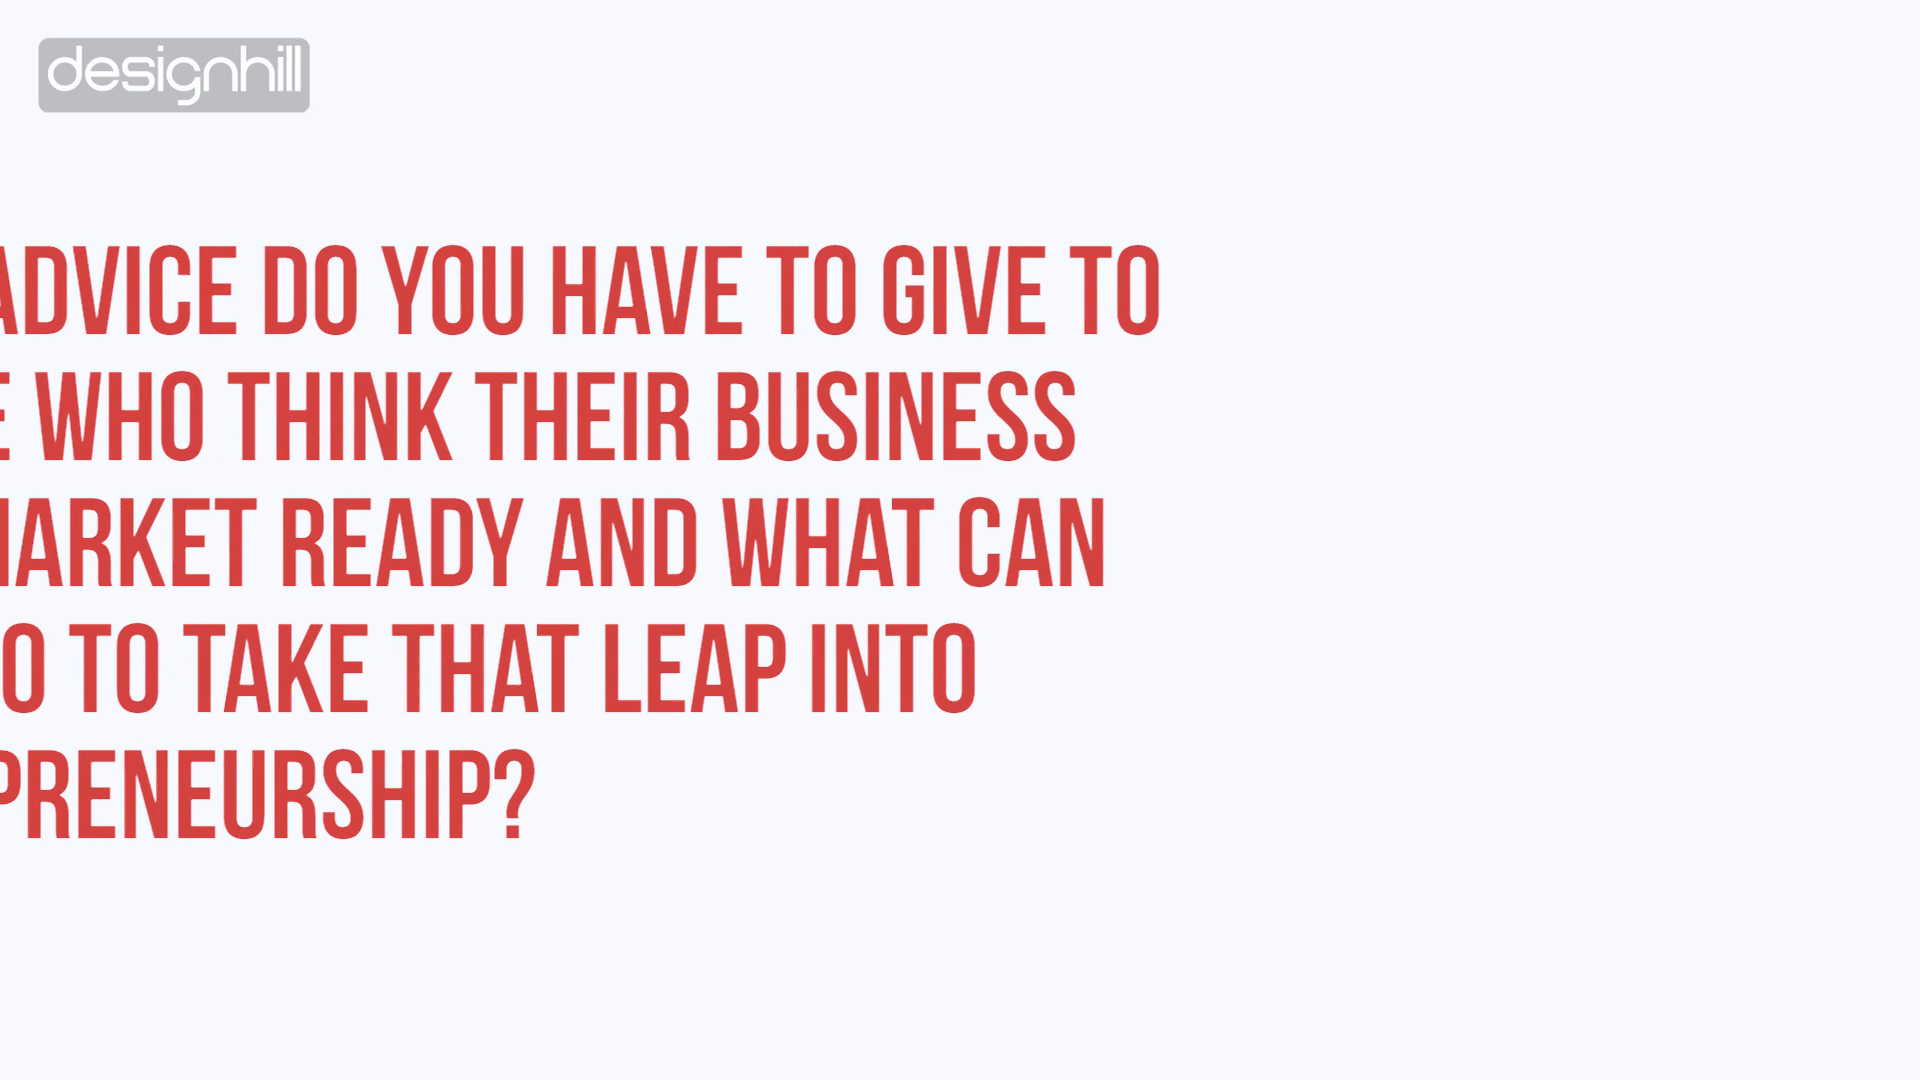 designhill
ADVICE DO YOU HAVE TO GIVE TO
E WHO THINK THEIR BUSINESS
MARKET READY AND WHAT CAN
O TO TAKE THAT LEAP INTO
PRENEURSHIP?